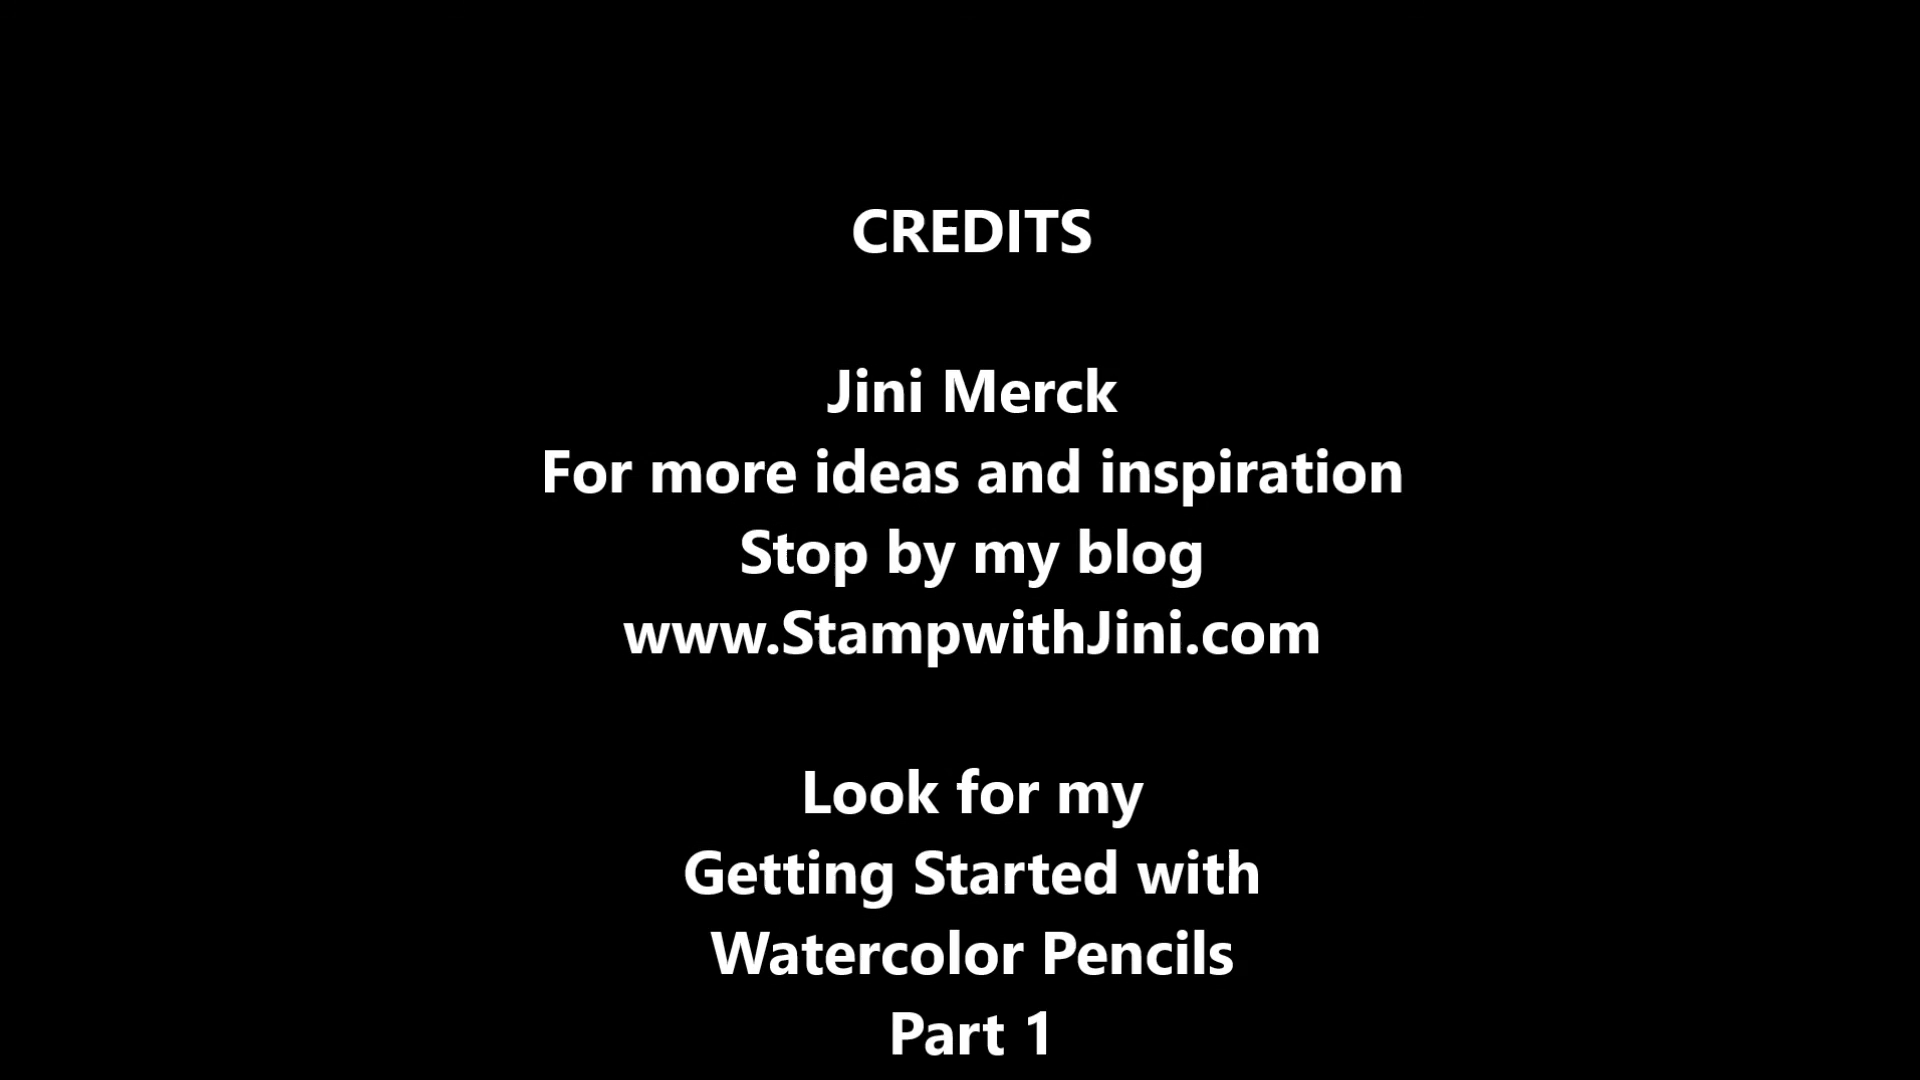 CREDITS
Jini Merck
For more ideas and inspiration
Stop by my blog
www.StampwithJini.com
Look for my
Getting Started with
Watercolor Pencils
Part 1